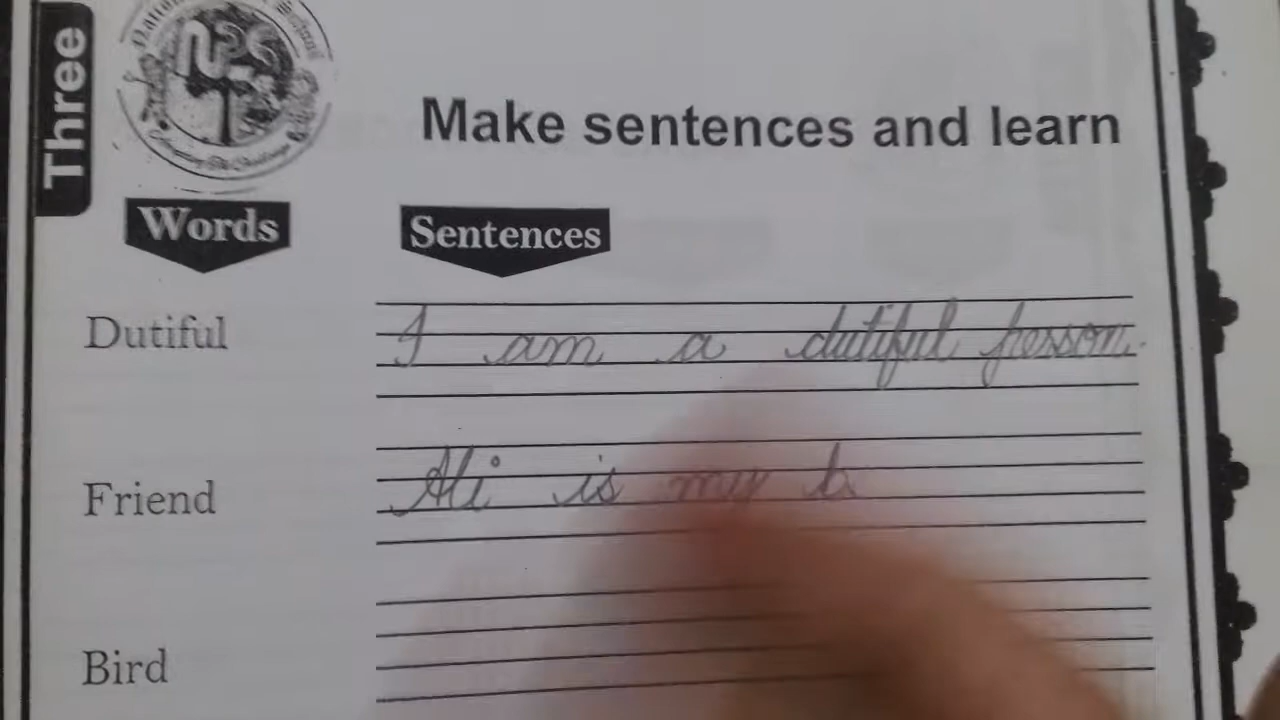 Three
Make sentences and learn
Words
Sentences
Dutiful
I am a dutiful person.
Friend
Ali is my b
Bird